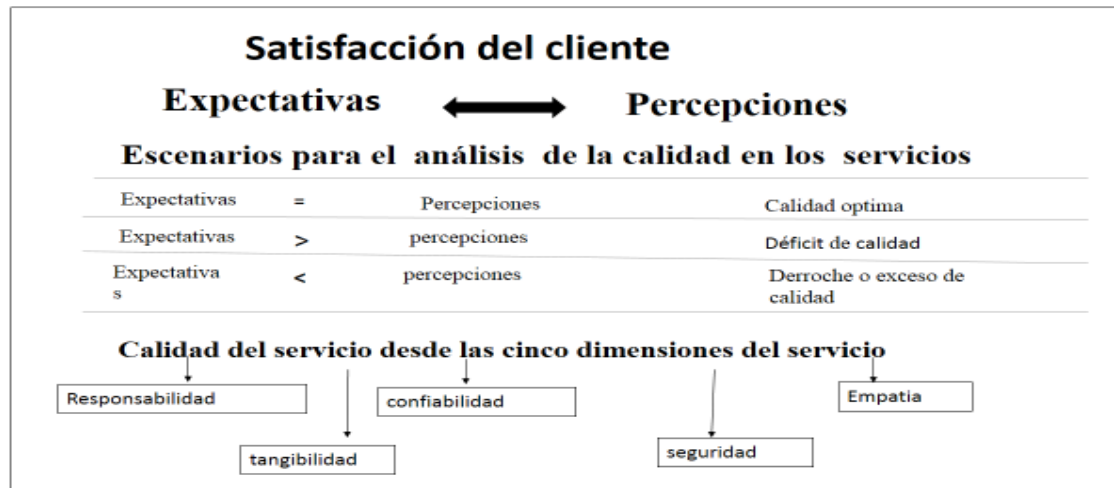 Satisfacción del cliente
Expectativas Percepciones
Escenarios para el análisis de la calidad en los servicios
Expectativas = Percepciones Calidad optima
Expectativas > percepciones Déficit de calidad
Expectativa < percepciones Derroche o exceso de
s calidad
Calidad del servicio desde las cinco dimensiones del servicio
Responsabilidad confiabilidad Empatia
tangibilidad seguridad